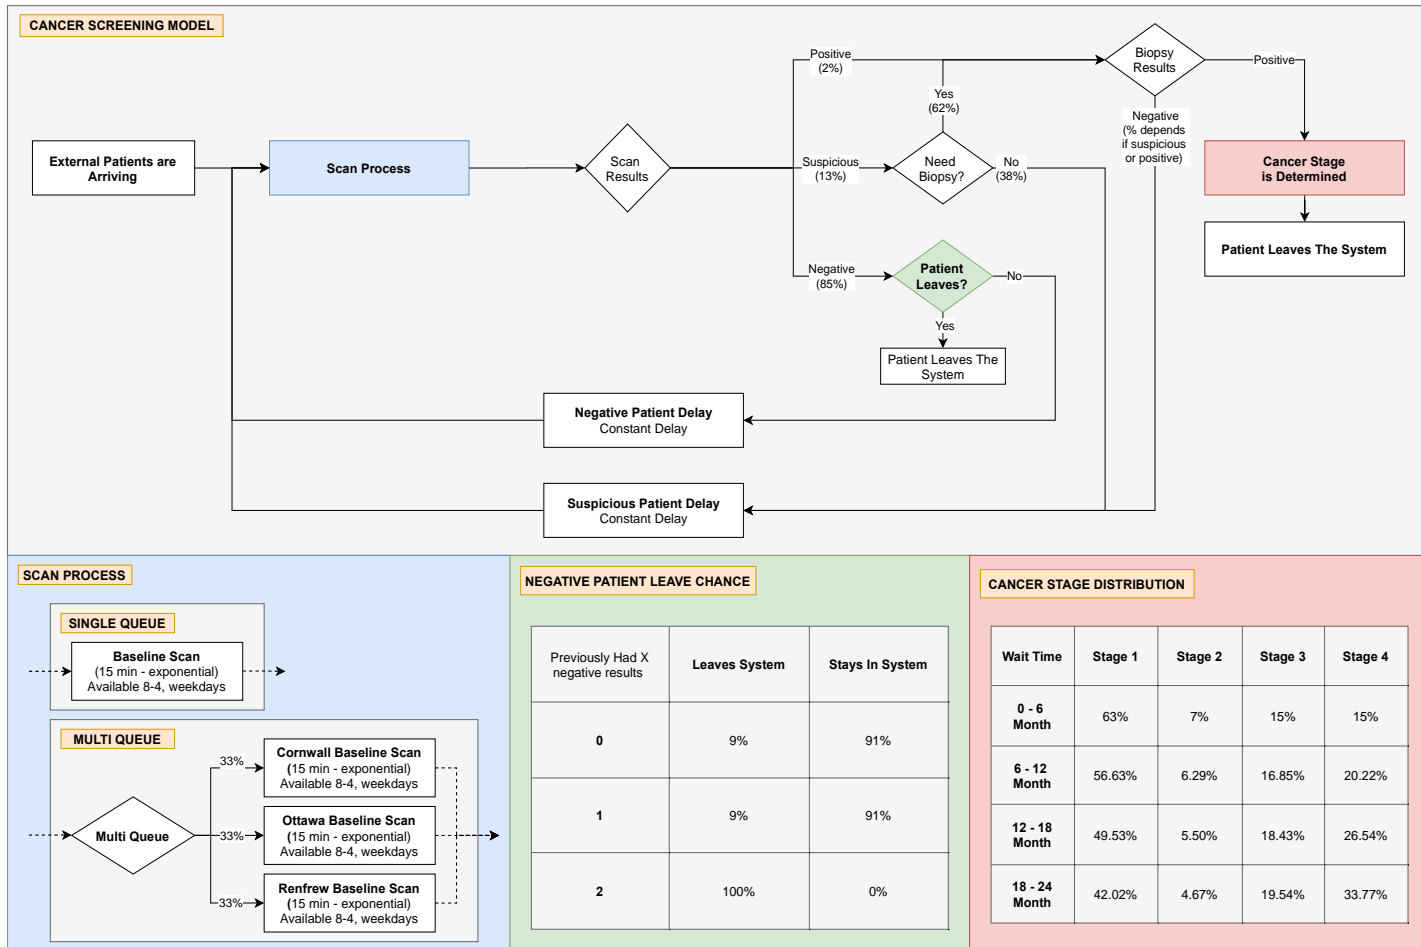 CANCER SCREENING MODEL
External Patients are
Arriving
Scan Process
Scan
Results
Positive
(2%)
Suspicious
(13%)
Negative
(85%)
Yes
(62%)
Need
Biopsy?
No
(38%)
Patient
Leaves?
No
Yes
Patient Leaves The
System
Biopsy
Results
Positive
Negative
(% depends
if suspicious
or positive)
Cancer Stage
is Determined
Patient Leaves The System
Negative Patient Delay
Constant Delay
Suspicious Patient Delay
Constant Delay
SCAN PROCESS
SINGLE QUEUE
Baseline Scan
(15 min - exponential)
Available 8-4, weekdays
MULTI QUEUE
Multi Queue
33%
Cornwall Baseline Scan
(15 min - exponential)
Available 8-4, weekdays
33%
Ottawa Baseline Scan
(15 min - exponential)
Available 8-4, weekdays
33%
Renfrew Baseline Scan
(15 min - exponential)
Available 8-4, weekdays
NEGATIVE PATIENT LEAVE CHANCE
Previously Had X
negative results
Leaves System
Stays In System
0
9%
91%
1
9%
91%
2
100%
0%
CANCER STAGE DISTRIBUTION
Wait Time
Stage 1
Stage 2
Stage 3
Stage 4
0 - 6
Month
63%
7%
15%
15%
6 - 12
Month
56.63%
6.29%
16.85%
20.22%
12 - 18
Month
49.53%
5.50%
18.43%
26.54%
18 - 24
Month
42.02%
4.67%
19.54%
33.77%